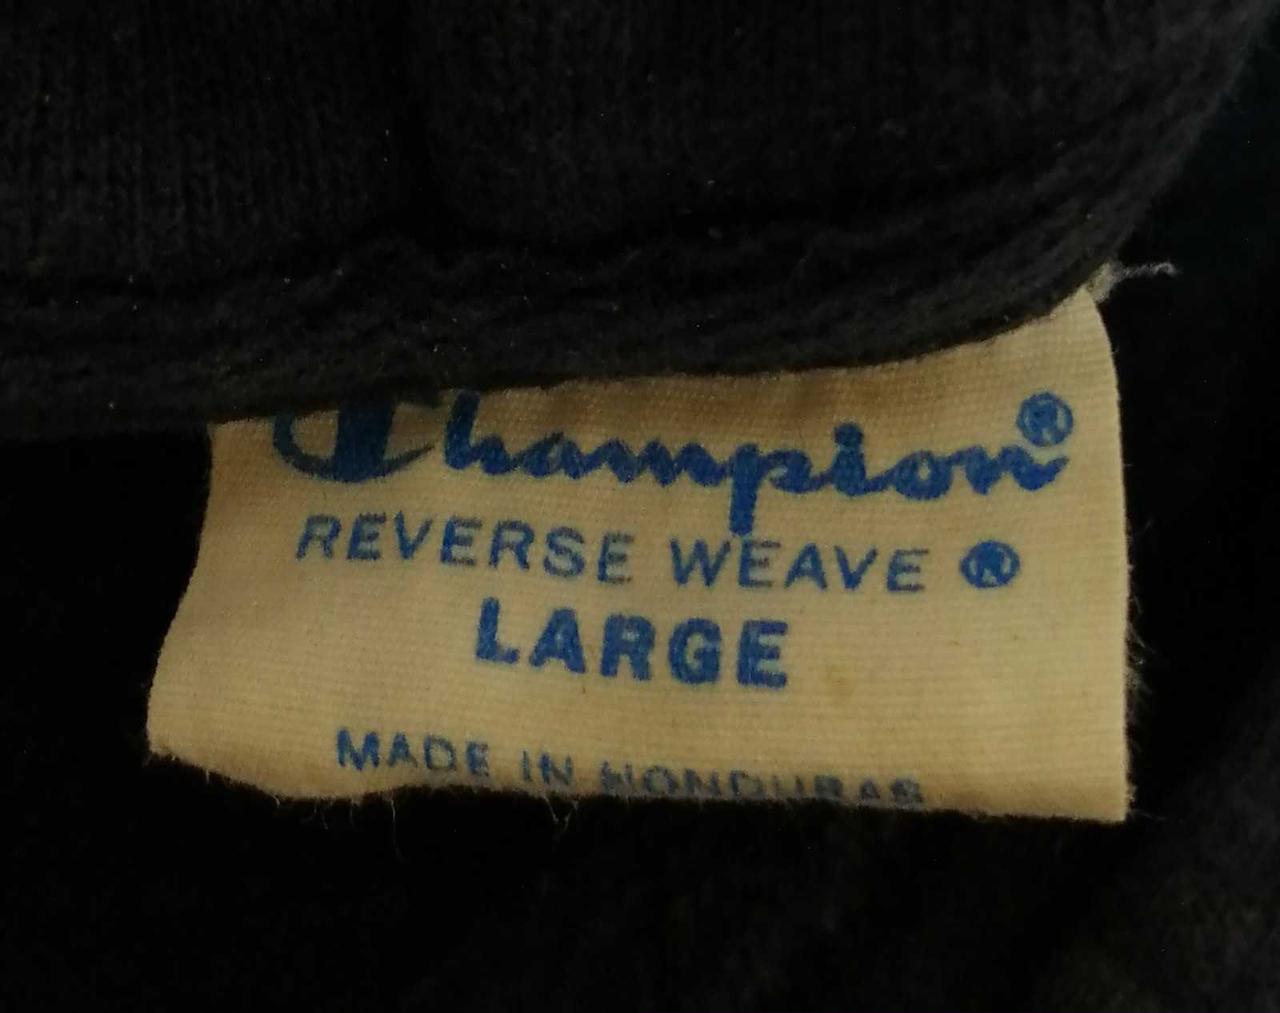 Champion®
REVERSE WEAVE ®
LARGE
MADE IN HONDURAS